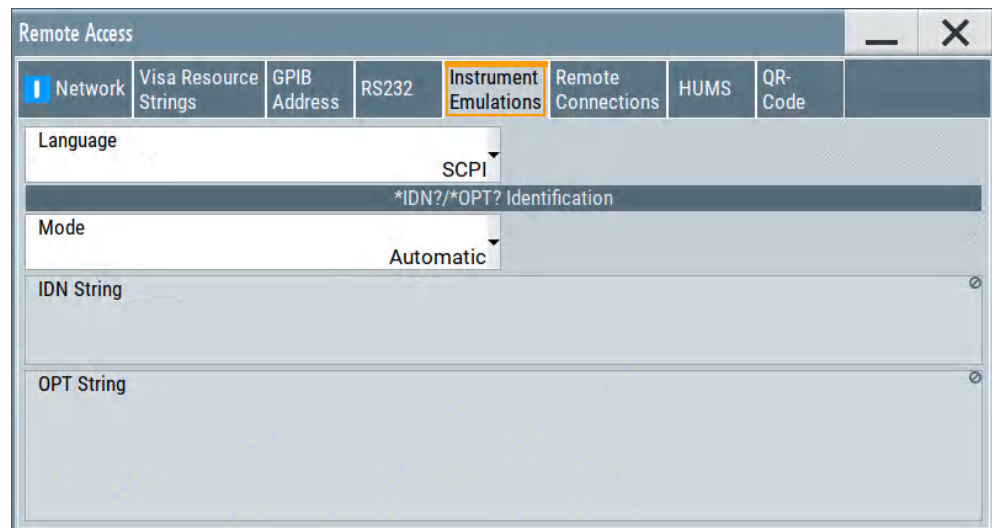 Remote Access
Network
Visa Resource
Strings
GPIB
Address
RS232
Instrument
Emulations
Remote
Connections
HUMS
QR-
Code
Language
SCPI
*IDN?/*OPT? Identification
Mode
Automatic
IDN String
OPT String